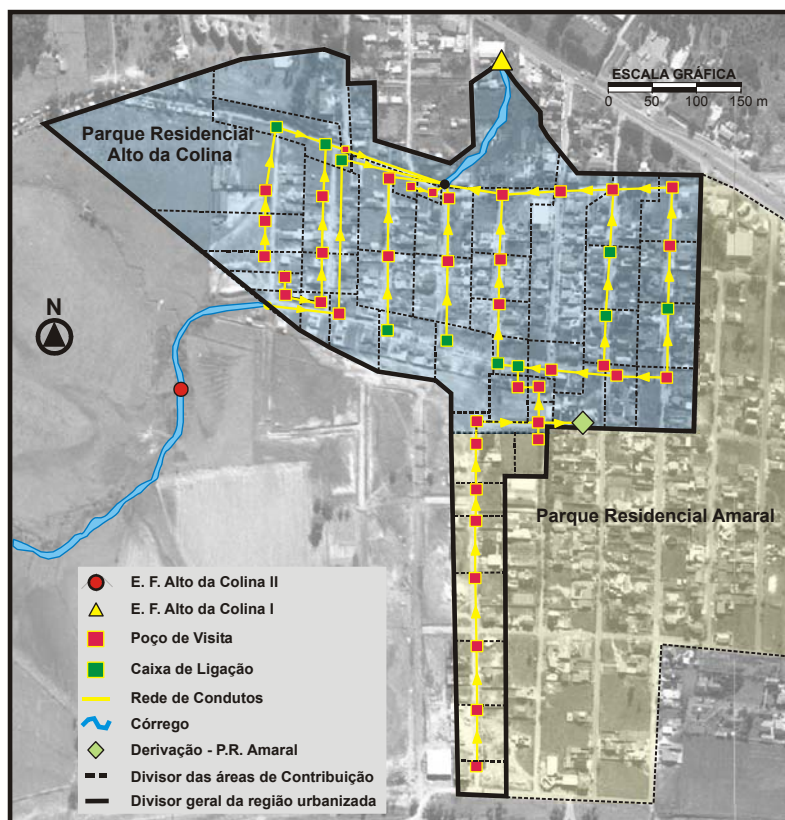 ESCALA GRÁFICA
0 50 100 150 m
Parque Residencial
Alto da Colina
N
Parque Residencial Amaral
E. F. Alto da Colina II
E. F. Alto da Colina I
Poço de Visita
Caixa de Ligação
Rede de Condutos
Córrego
Derivação - P.R. Amaral
Divisor das áreas de Contribuição
Divisor geral da região urbanizada